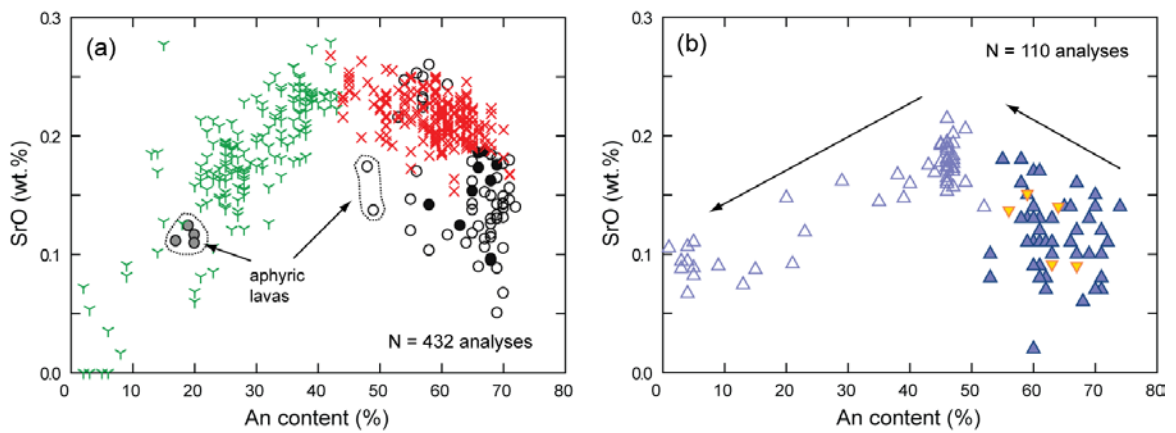 (a)
SrO (wt.%)
0.3
0.2
0.1
0.0
aphyric
lavas
N = 432 analyses
0 10 20 30 40 50 60 70 80
An content (%)
(b)
SrO (wt.%)
0.3
0.2
0.1
0.0
N = 110 analyses
0 10 20 30 40 50 60 70 80
An content (%)